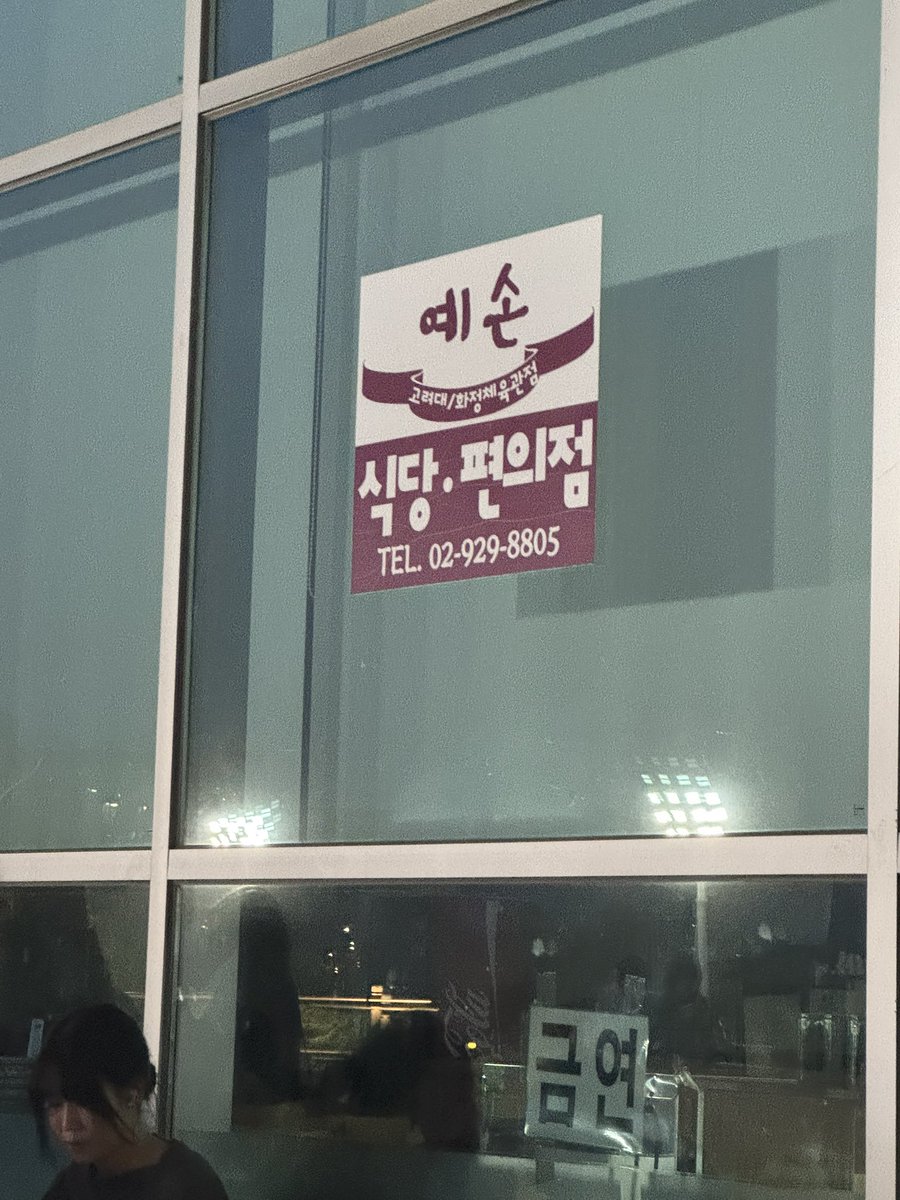 예손
고려대/화정체육관점
식당·편의점
TEL. 02-929-8805
금연